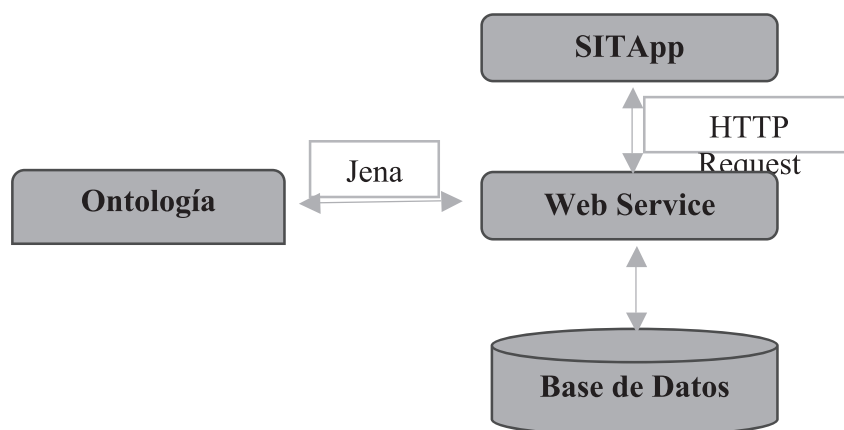 SITApp
HTTP
Request
Jena
Ontología
Web Service
Base de Datos